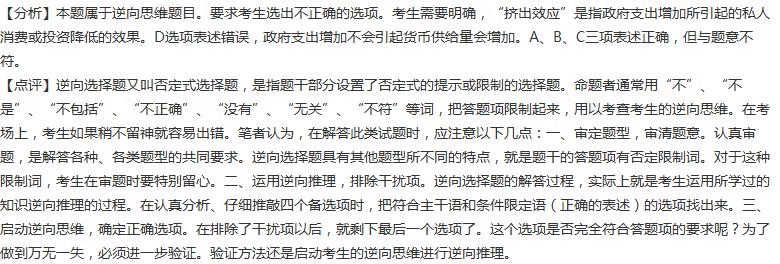 【分析】本题属于逆向思维题目。要求考生选出不正确的选项。考生需要明确，“挤出效应”是指政府支出增加所引起的私人
消费或投资降低的效果。D选项表述错误，政府支出增加不会引起货币供给量会增加。A、B、C三项表述正确，但与题意不
符。
【点评】逆向选择题又叫否定式选择题，是指题干部分设置了否定式的提示或限制的选择题。命题者通常用“不”、“不
是”、“不包括”、“不正确”、“没有”、“无关”、“不符”等词，把答题项限制起来，用以考查考生的逆向思维。在考
场上，考生如果稍不留神就容易出错。笔者认为，在解答此类试题时，应注意以下几点：一、审定题型，审清题意。认真审
题，是解答各种、各类题型的共同要求。逆向选择题具有其他题型所不同的特点，就是题干的答题项有否定限制词。对于这种
限制词，考生在审题时要特别留心。二、运用逆向推理，排除干扰项。逆向选择题的解答过程，实际上就是考生运用所学过的
知识逆向推理的过程。在认真分析、仔细推敲四个备选项时，把符合主干语和条件限定语（正确的表述）的选项找出来。三、
启动逆向思维，确定正确选项。在排除了干扰项以后，就剩下最后一个选项了。这个选项是否完全符合答题项的要求呢？为了
做到万无一失，必须进一步验证。验证方法还是启动考生的逆向思维进行逆向推理。